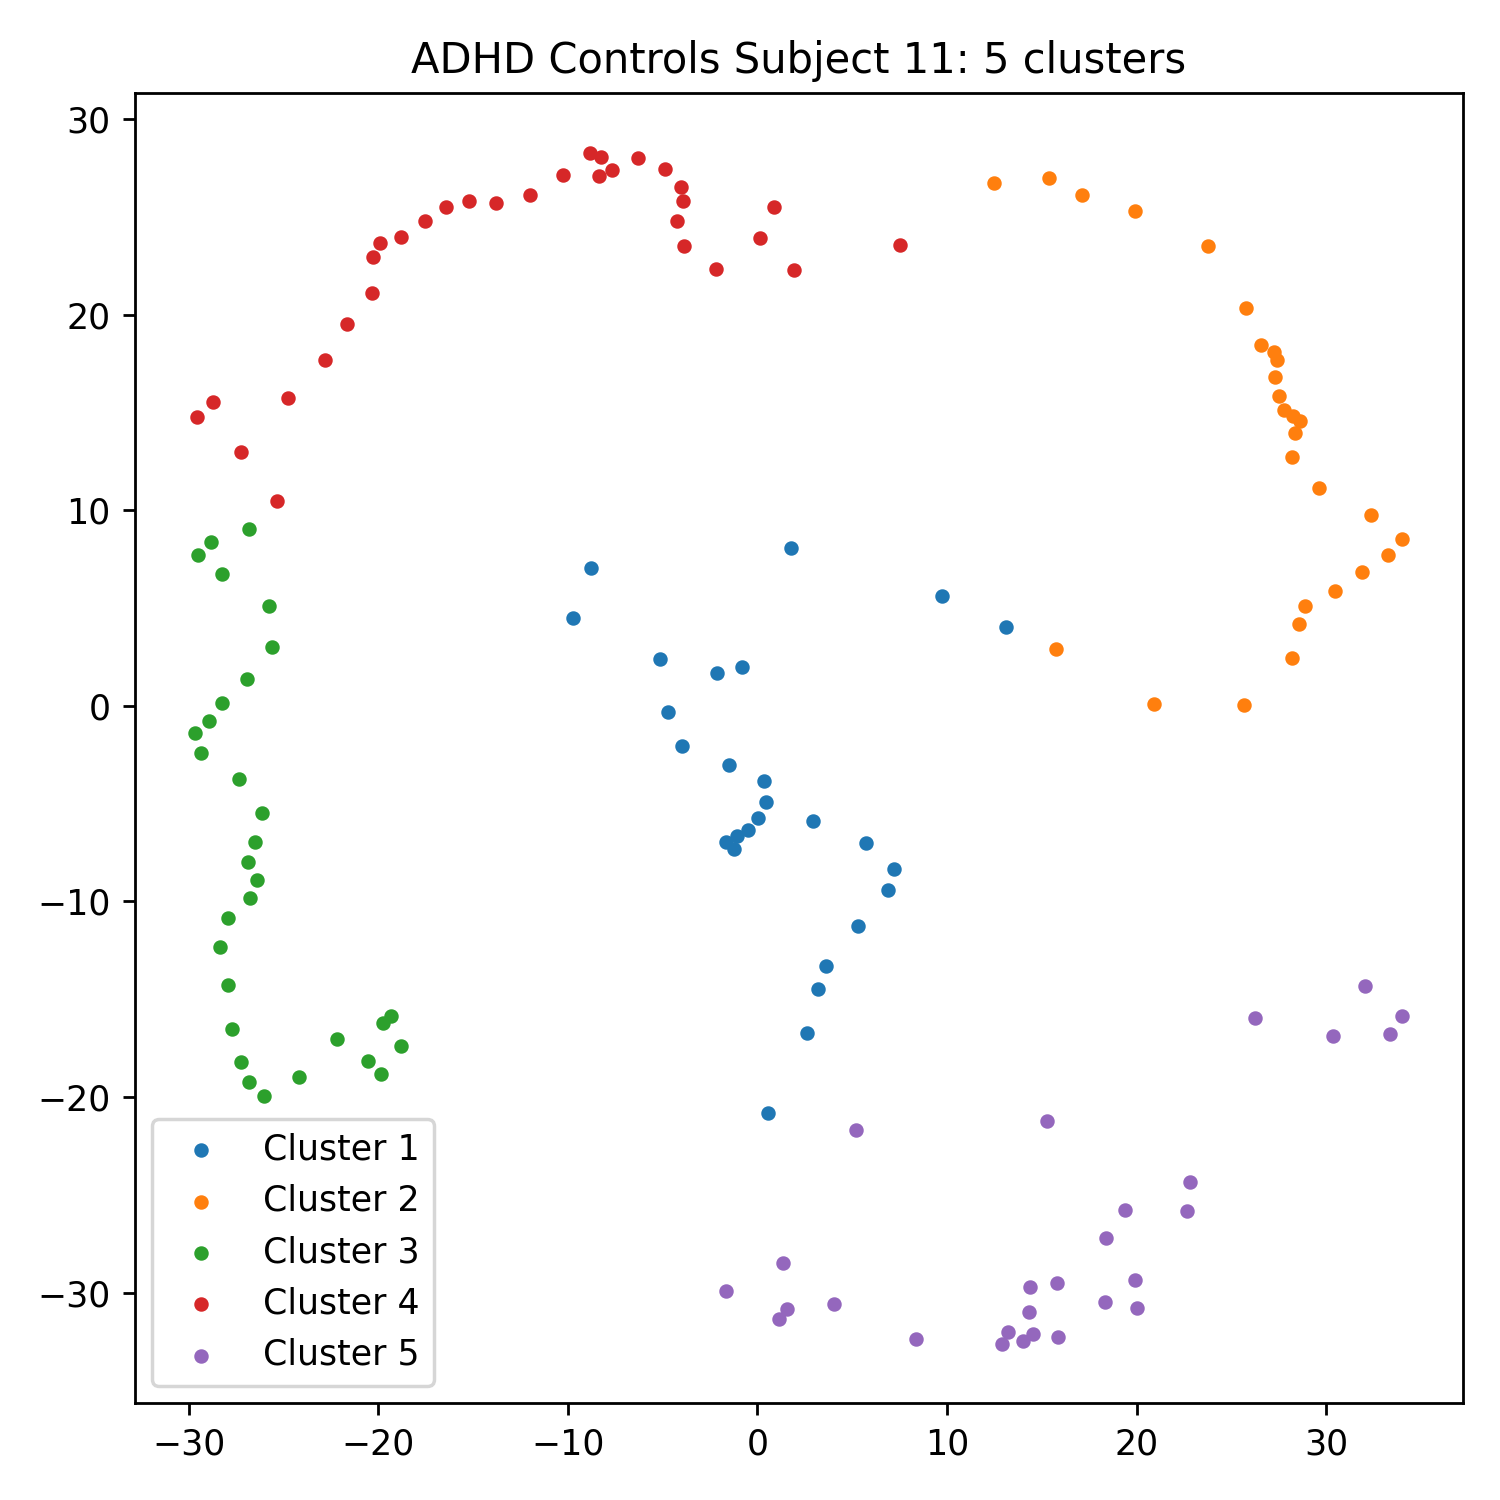 ADHD Controls Subject 11: 5 clusters
30
20
10
0
−10
−20
−30
Cluster 1
Cluster 2
Cluster 3
Cluster 4
Cluster 5
−30 −20 −10 0 10 20 30